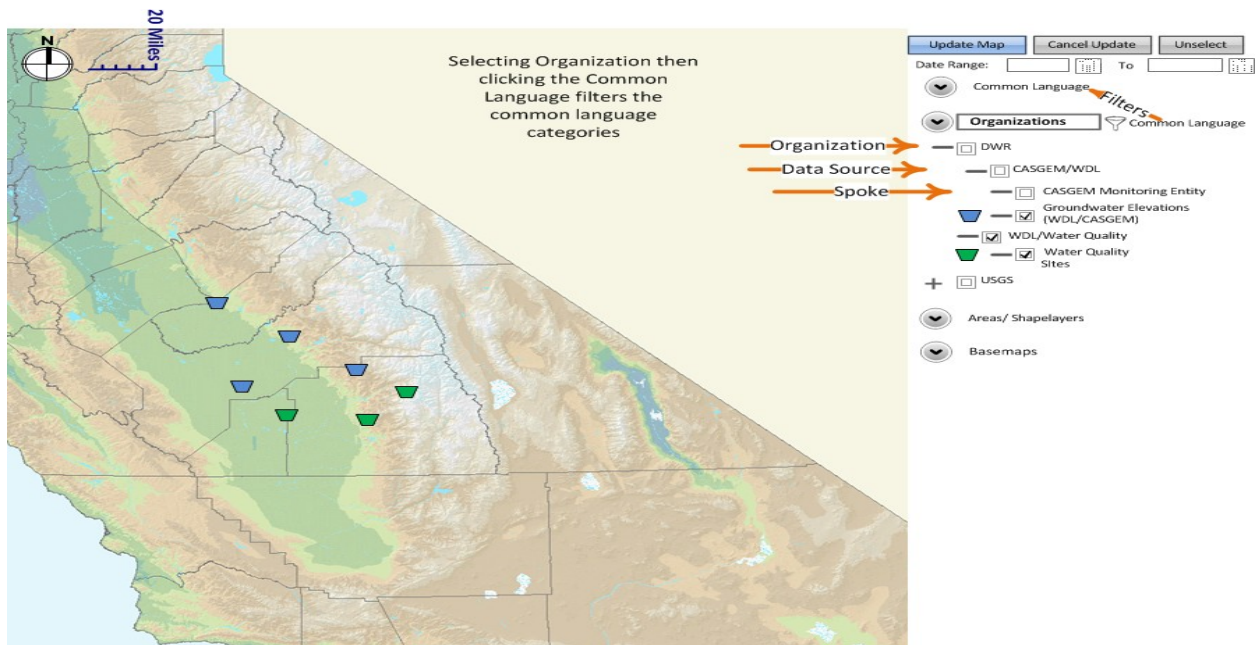 20 Miles
N
Selecting Organization then
clicking the Common
Language filters the
common language
categories
Update Map
Cancel Update
Unselect
Date Range:
To
Common Language
Filters
Organizations
Common Language
Organization
DWR
Data Source
CASGEM/WDL
Spoke
CASGEM Monitoring Entity
Groundwater Elevations
(WDL/CASGEM)
WDL/Water Quality
Water Quality
Sites
USGS
Areas/ Shapelayers
Basemaps